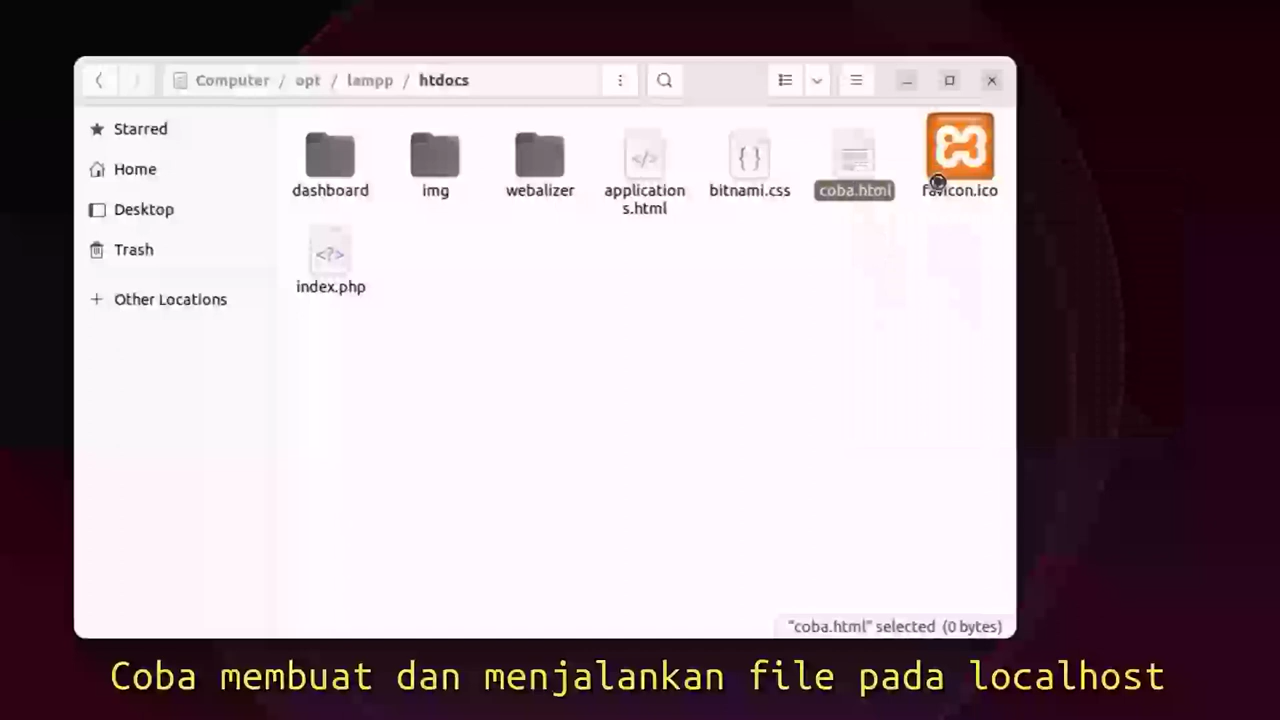 Computer / opt / lampp / htdocs
Starred
Home
Desktop
Trash
Other Locations
dashboard
img
webalizer
application
s.html
bitnami.css
coba.html
favicon.ico
index.php
"coba.html" selected (0 bytes)
Coba membuat dan menjalankan file pada localhost